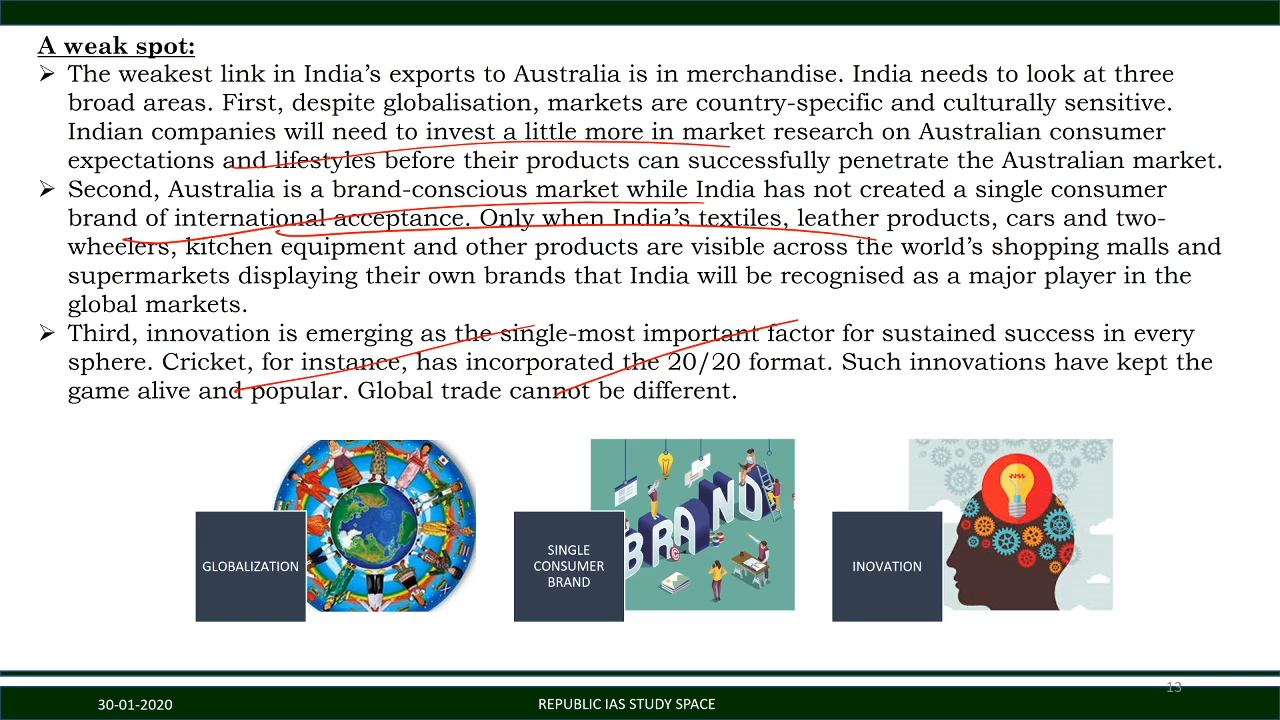 A weak spot:
➢ The weakest link in India’s exports to Australia is in merchandise. India needs to look at three
broad areas. First, despite globalisation, markets are country-specific and culturally sensitive.
Indian companies will need to invest a little more in market research on Australian consumer
expectations and lifestyles before their products can successfully penetrate the Australian market.
➢ Second, Australia is a brand-conscious market while India has not created a single consumer
brand of international acceptance. Only when India’s textiles, leather products, cars and two-
wheelers, kitchen equipment and other products are visible across the world’s shopping malls and
supermarkets displaying their own brands that India will be recognised as a major player in the
global markets.
➢ Third, innovation is emerging as the single-most important factor for sustained success in every
sphere. Cricket, for instance, has incorporated the 20/20 format. Such innovations have kept the
game alive and popular. Global trade cannot be different.
GLOBALIZATION
SINGLE
CONSUMER
BRAND
BRAND
INOVATION
13
30-01-2020
REPUBLIC IAS STUDY SPACE